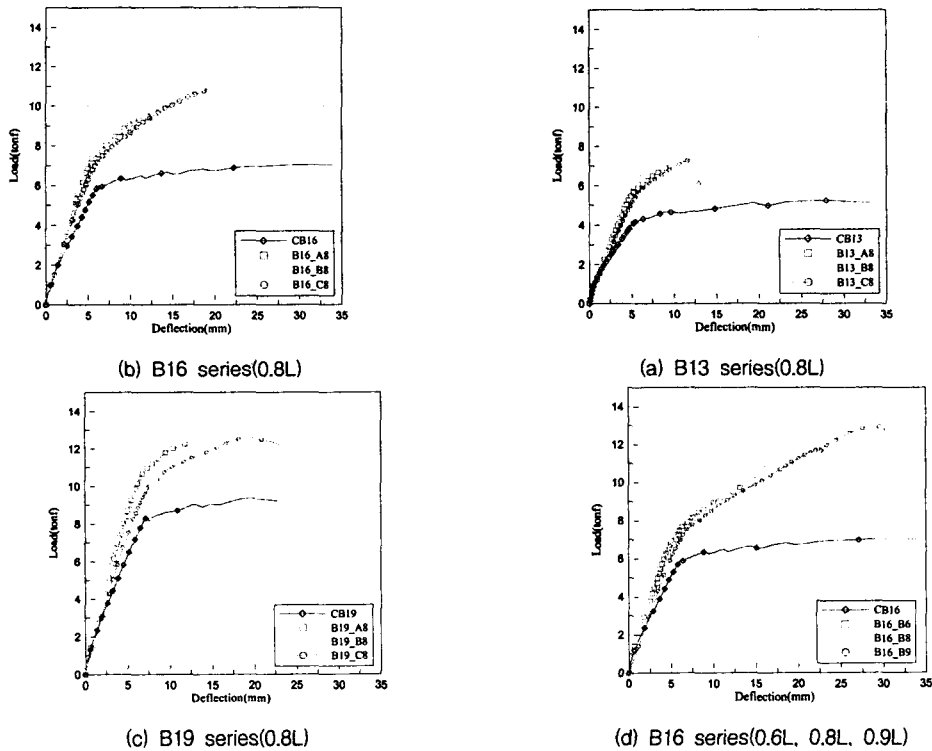 14
12
10
8
6
4
2
0
Load(tonf)
0 5 10 15 20 25 30 35
Deflection(mm)
CB16
B16_A8
B16_B8
B16_C8
(b) B16 series(0.8L)
14
12
10
8
6
4
2
0
Load(tonf)
0 5 10 15 20 25 30 35
Deflection(mm)
CB13
B13_A8
B13_B8
B13_C8
(a) B13 series(0.8L)
14
12
10
8
6
4
2
0
Load(tonf)
0 5 10 15 20 25 30 35
Deflection(mm)
CB19
B19_A8
B19_B8
B19_C8
(c) B19 series(0.8L)
14
12
10
8
6
4
2
0
Load(tonf)
0 5 10 15 20 25 30 35
Deflection(mm)
CB16
B16_B6
B16_B8
B16_B9
(d) B16 series(0.6L, 0.8L, 0.9L)